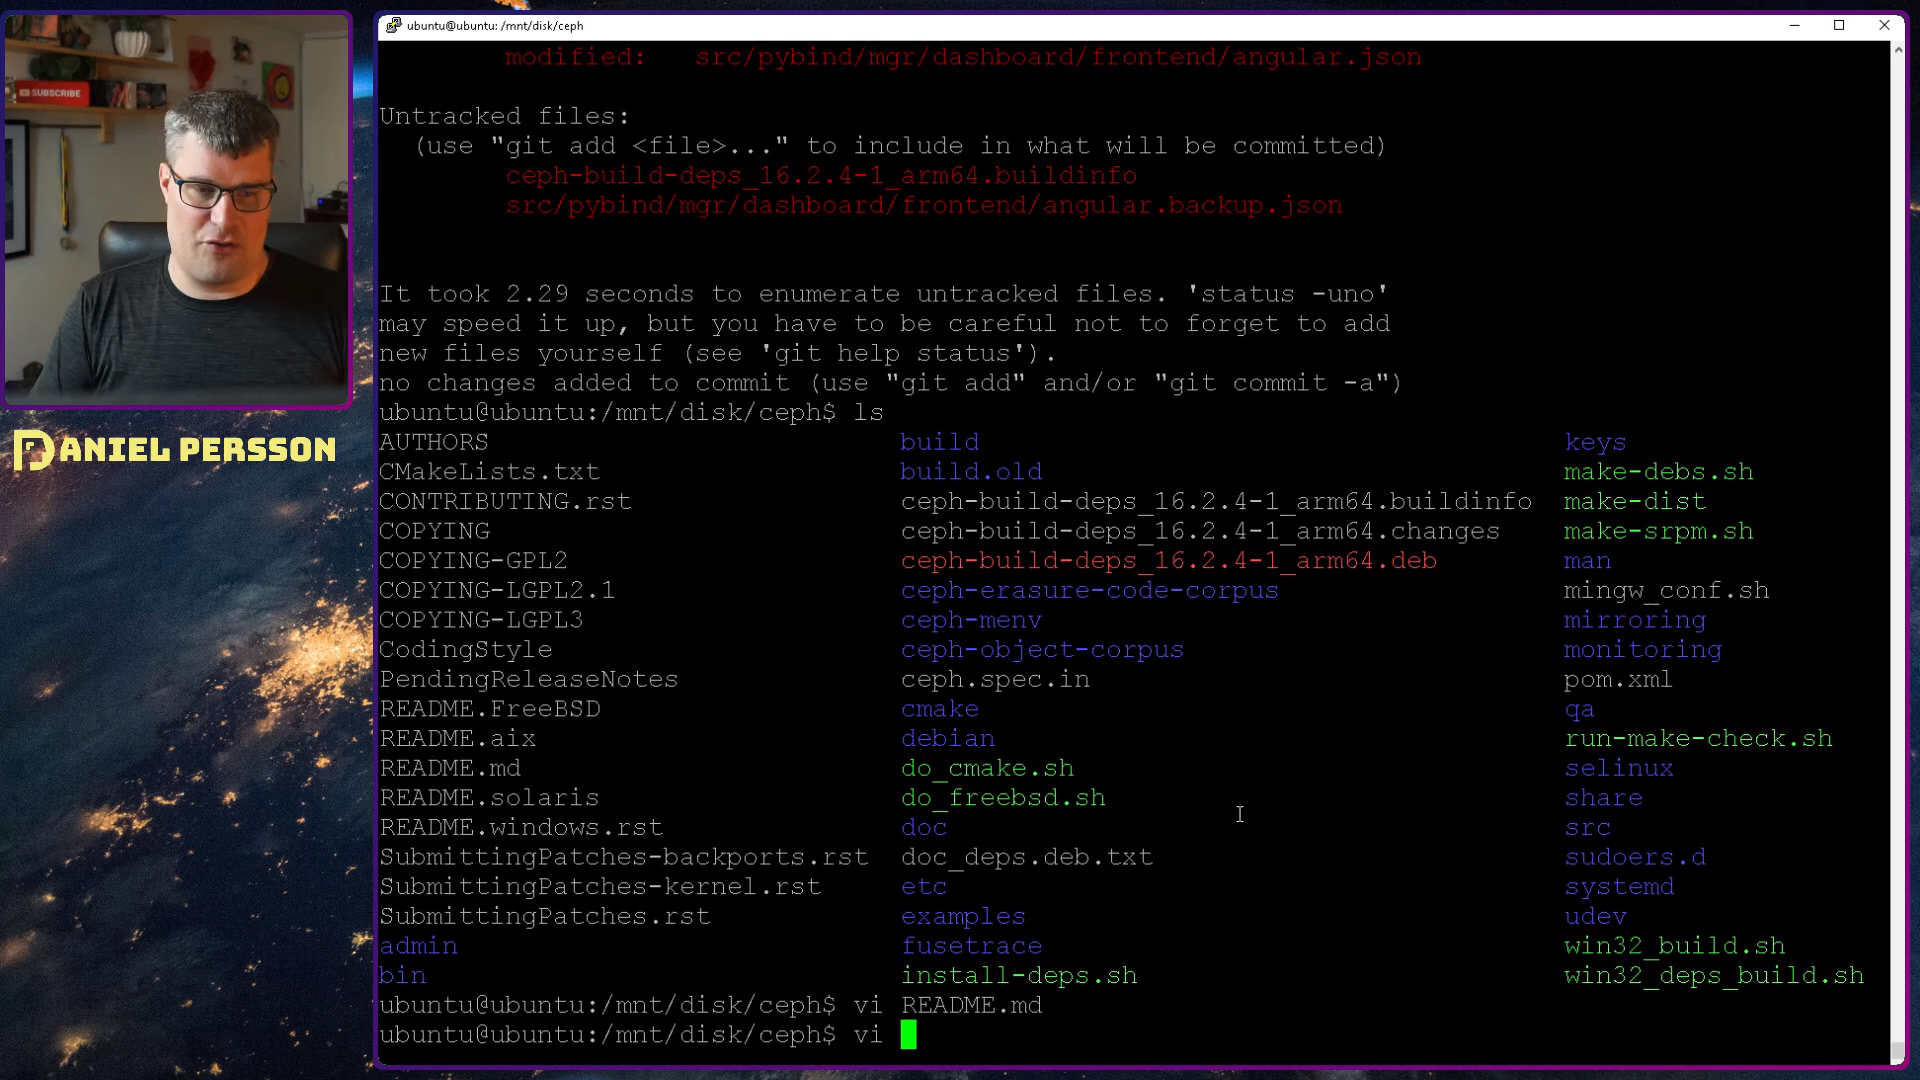 ubuntu@ubuntu: /mnt/disk/ceph
SUBSCRIBE
DANIEL PERSSON
modified:   src/pybind/mgr/dashboard/frontend/angular.json
Untracked files:
(use "git add <file>..." to include in what will be committed)
ceph-build-deps_16.2.4-1_arm64.buildinfo
src/pybind/mgr/dashboard/frontend/angular.backup.json
It took 2.29 seconds to enumerate untracked files. 'status -uno'
may speed it up, but you have to be careful not to forget to add
new files yourself (see 'git help status').
no changes added to commit (use "git add" and/or "git commit -a")
ubuntu@ubuntu:/mnt/disk/ceph$ ls
AUTHORS build keys
CMakeLists.txt build.old make-debs.sh
CONTRIBUTING.rst ceph-build-deps_16.2.4-1_arm64.buildinfo make-dist
COPYING ceph-build-deps_16.2.4-1_arm64.changes make-srpm.sh
COPYING-GPL2 ceph-build-deps_16.2.4-1_arm64.deb man
COPYING-LGPL2.1 ceph-erasure-code-corpus mingw_conf.sh
COPYING-LGPL3 ceph-menv mirroring
CodingStyle ceph-object-corpus monitoring
PendingReleaseNotes ceph.spec.in pom.xml
README.FreeBSD cmake qa
README.aix debian run-make-check.sh
README.md do_cmake.sh selinux
README.solaris do_freebsd.sh share
README.windows.rst doc src
SubmittingPatches-backports.rst doc_deps.deb.txt sudoers.d
SubmittingPatches-kernel.rst etc systemd
SubmittingPatches.rst examples udev
admin fusetrace win32_build.sh
bin install-deps.sh win32_deps_build.sh
ubuntu@ubuntu:/mnt/disk/ceph$ vi README.md
ubuntu@ubuntu:/mnt/disk/ceph$ vi